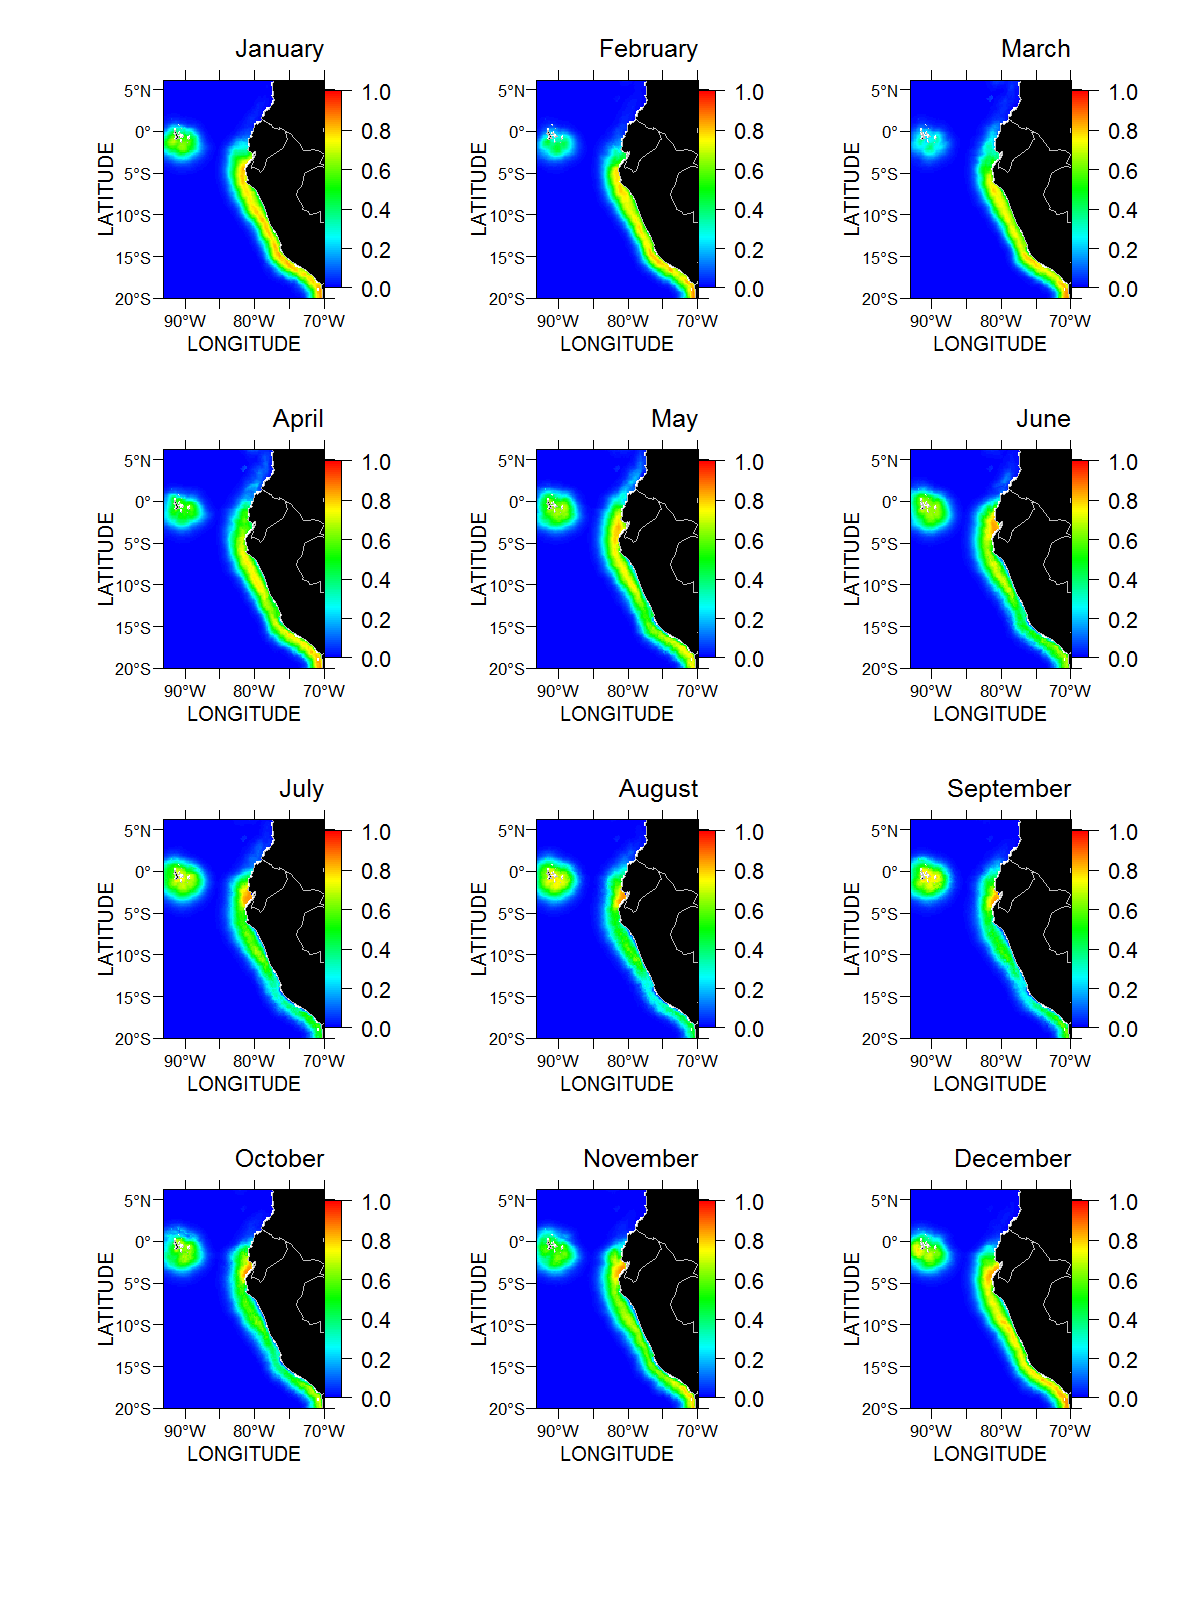 January
February
March
LATITUDE
5°N
0°
5°S
10°S
15°S
20°S
90°W
80°W
70°W
LONGITUDE
1.0
0.8
0.6
0.4
0.2
0.0
LATITUDE
5°N
0°
5°S
10°S
15°S
20°S
90°W
80°W
70°W
LONGITUDE
1.0
0.8
0.6
0.4
0.2
0.0
LATITUDE
5°N
0°
5°S
10°S
15°S
20°S
90°W
80°W
70°W
LONGITUDE
1.0
0.8
0.6
0.4
0.2
0.0
April
May
June
LATITUDE
5°N
0°
5°S
10°S
15°S
20°S
90°W
80°W
70°W
LONGITUDE
1.0
0.8
0.6
0.4
0.2
0.0
LATITUDE
5°N
0°
5°S
10°S
15°S
20°S
90°W
80°W
70°W
LONGITUDE
1.0
0.8
0.6
0.4
0.2
0.0
LATITUDE
5°N
0°
5°S
10°S
15°S
20°S
90°W
80°W
70°W
LONGITUDE
1.0
0.8
0.6
0.4
0.2
0.0
July
August
September
LATITUDE
5°N
0°
5°S
10°S
15°S
20°S
90°W
80°W
70°W
LONGITUDE
1.0
0.8
0.6
0.4
0.2
0.0
LATITUDE
5°N
0°
5°S
10°S
15°S
20°S
90°W
80°W
70°W
LONGITUDE
1.0
0.8
0.6
0.4
0.2
0.0
LATITUDE
5°N
0°
5°S
10°S
15°S
20°S
90°W
80°W
70°W
LONGITUDE
1.0
0.8
0.6
0.4
0.2
0.0
October
November
December
LATITUDE
5°N
0°
5°S
10°S
15°S
20°S
90°W
80°W
70°W
LONGITUDE
1.0
0.8
0.6
0.4
0.2
0.0
LATITUDE
5°N
0°
5°S
10°S
15°S
20°S
90°W
80°W
70°W
LONGITUDE
1.0
0.8
0.6
0.4
0.2
0.0
LATITUDE
5°N
0°
5°S
10°S
15°S
20°S
90°W
80°W
70°W
LONGITUDE
1.0
0.8
0.6
0.4
0.2
0.0